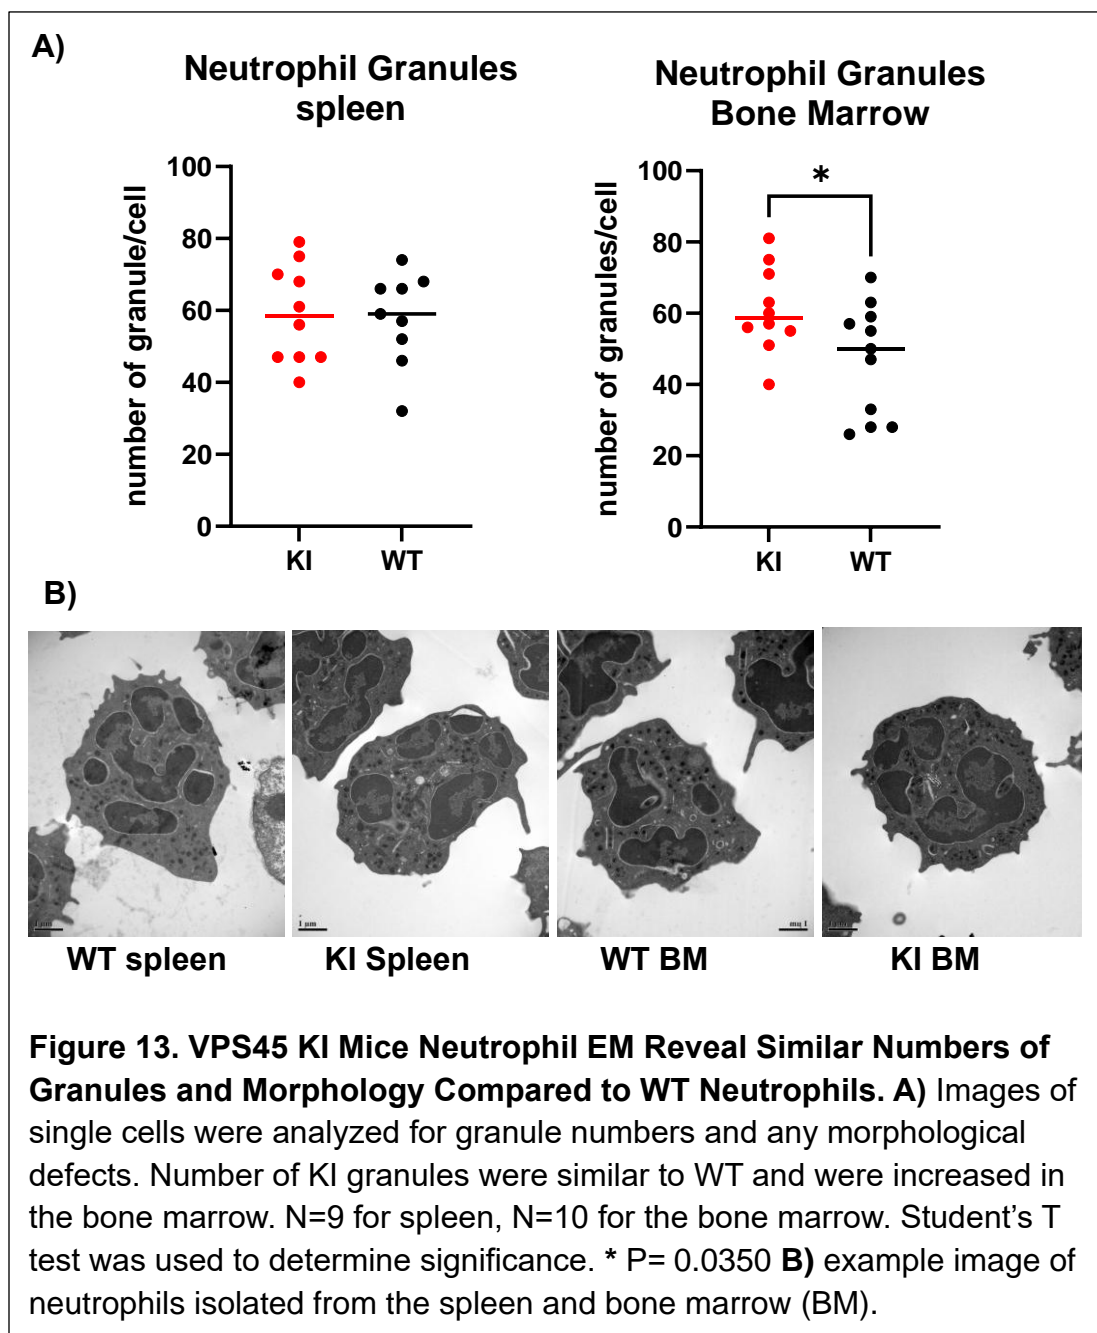 A)
Neutrophil Granules
spleen
Neutrophil Granules
Bone Marrow
number of granule/cell
100
80
60
40
20
0
KI
WT
number of granules/cell
100
80
60
40
20
0
*
KI
WT
B)
1 µm
1 µm
1 µm
WT spleen
KI Spleen
WT BM
KI BM
Figure 13. VPS45 KI Mice Neutrophil EM Reveal Similar Numbers of
Granules and Morphology Compared to WT Neutrophils. A) Images of
single cells were analyzed for granule numbers and any morphological
defects. Number of KI granules were similar to WT and were increased in
the bone marrow. N=9 for spleen, N=10 for the bone marrow. Student's T
test was used to determine significance. * P= 0.0350 B) example image of
neutrophils isolated from the spleen and bone marrow (BM).